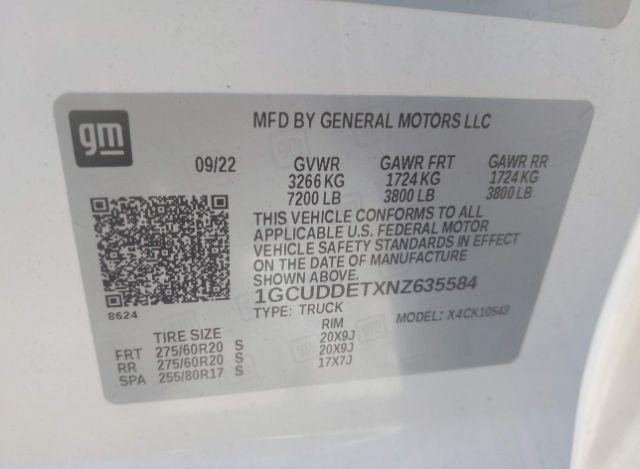 gm
MFD BY GENERAL MOTORS LLC
09/22 GVWR GAWR FRT GAWR RR
3266 KG 1724 KG 1724 KG
7200 LB 3800 LB 3800 LB
THIS VEHICLE CONFORMS TO ALL
APPLICABLE U.S. FEDERAL MOTOR
VEHICLE SAFETY STANDARDS IN EFFECT
ON THE DATE OF MANUFACTURE
SHOWN ABOVE.
1GCUDDETXNZ635584
8624
TYPE: TRUCK MODEL: X4CK10543
TIRE SIZE RIM
FRT 275/60R20 S 20X9J
RR 275/60R20 S 20X9J
SPA 255/80R17 S 17X7J